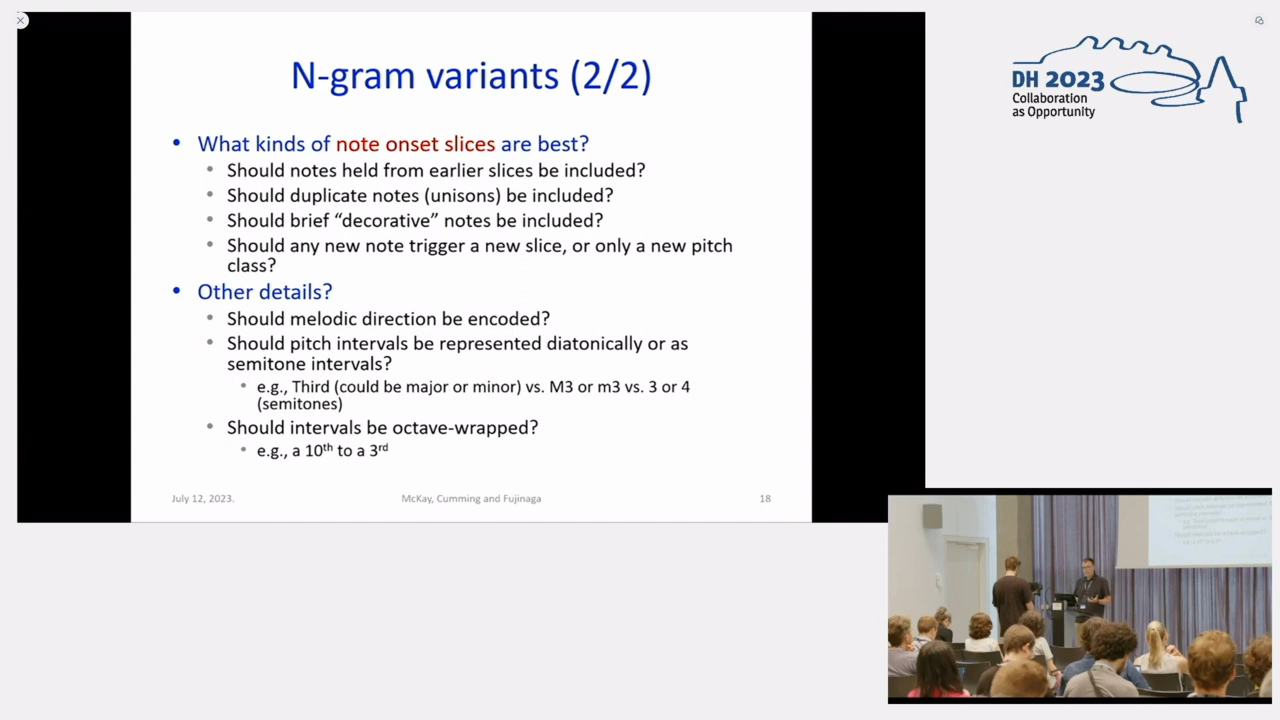 N-gram variants (2/2)
• What kinds of note onset slices are best?
• Should notes held from earlier slices be included?
• Should duplicate notes (unisons) be included?
• Should brief “decorative” notes be included?
• Should any new note trigger a new slice, or only a new pitch
class?
• Other details?
• Should melodic direction be encoded?
• Should pitch intervals be represented diatonically or as
semitone intervals?
• e.g., Third (could be major or minor) vs. M3 or m3 vs. 3 or 4
(semitones)
• Should intervals be octave-wrapped?
• e.g., a 10th to a 3rd
July 12, 2023.
McKay, Cumming and Fujinaga
18
DH 2023
Collaboration
as Opportunity